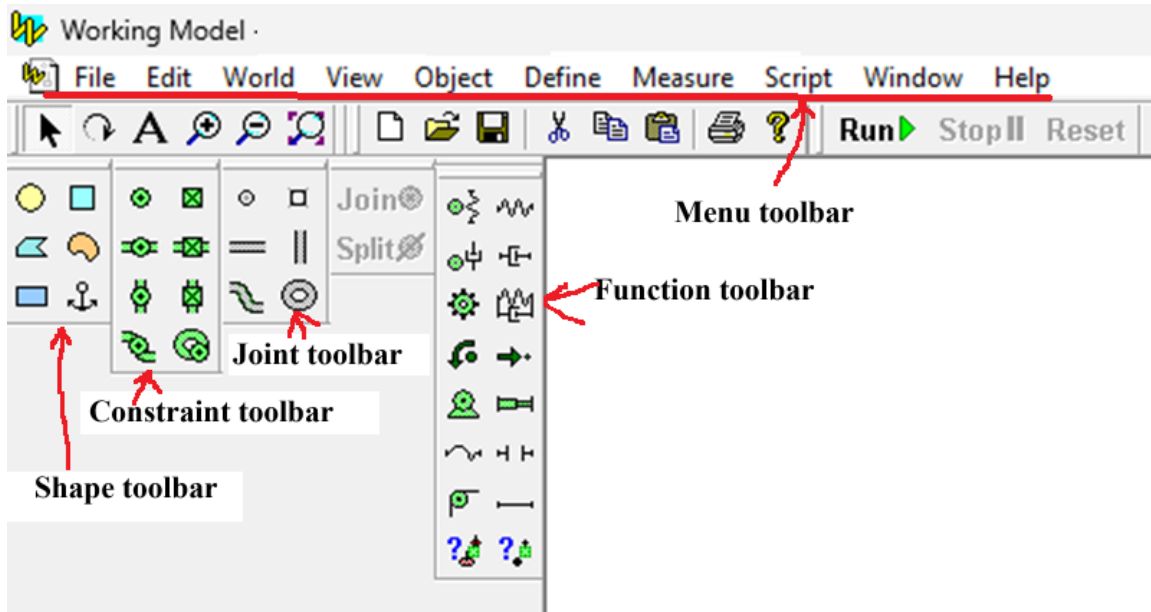 Working Model ·
File Edit World View Object Define Measure Script Window Help
A ? Run Stop Reset
Join
Split
Menu toolbar
Function toolbar
Joint toolbar
Constraint toolbar
Shape toolbar
? ?